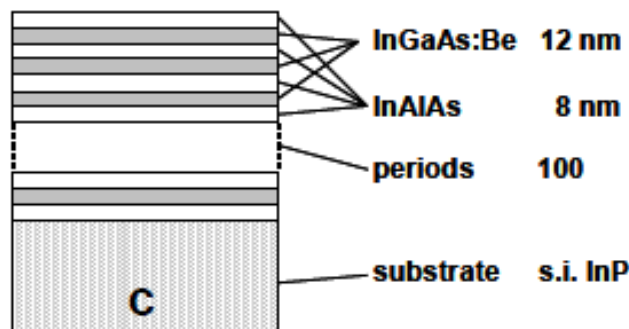 InGaAs:Be 12 nm
InAlAs 8 nm
periods 100
substrate s.i. InP
C